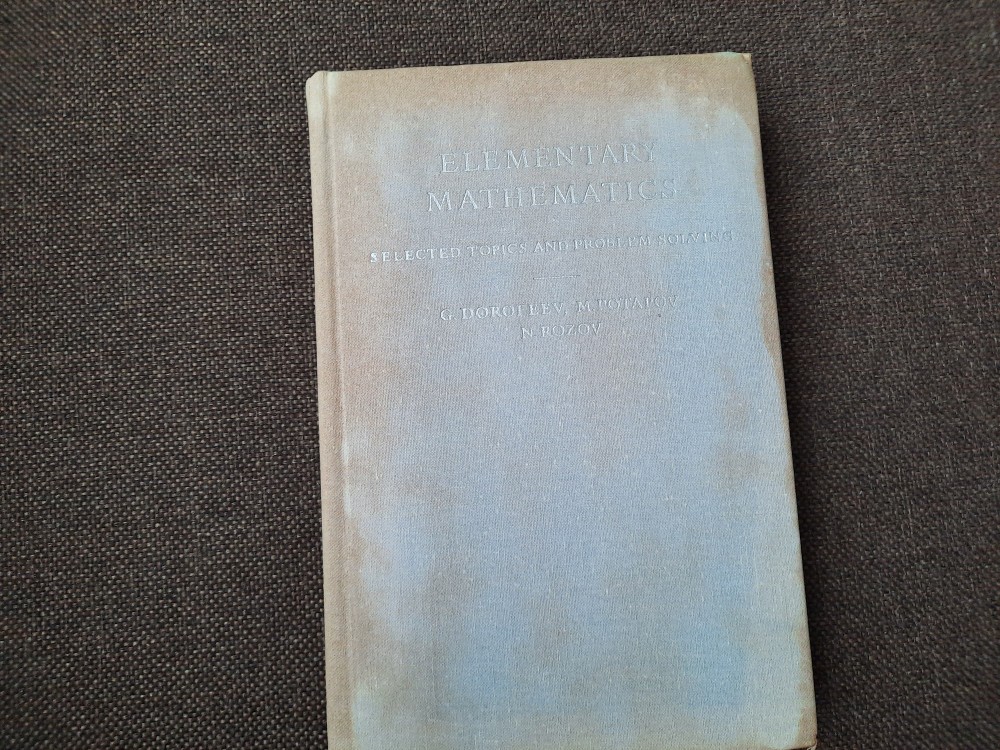 ELEMENTARY
MATHEMATICS
SELECTED TOPICS AND PROBLEM SOLVING
G. DOROFEEV, M. POTAPOV
N. ROZOV